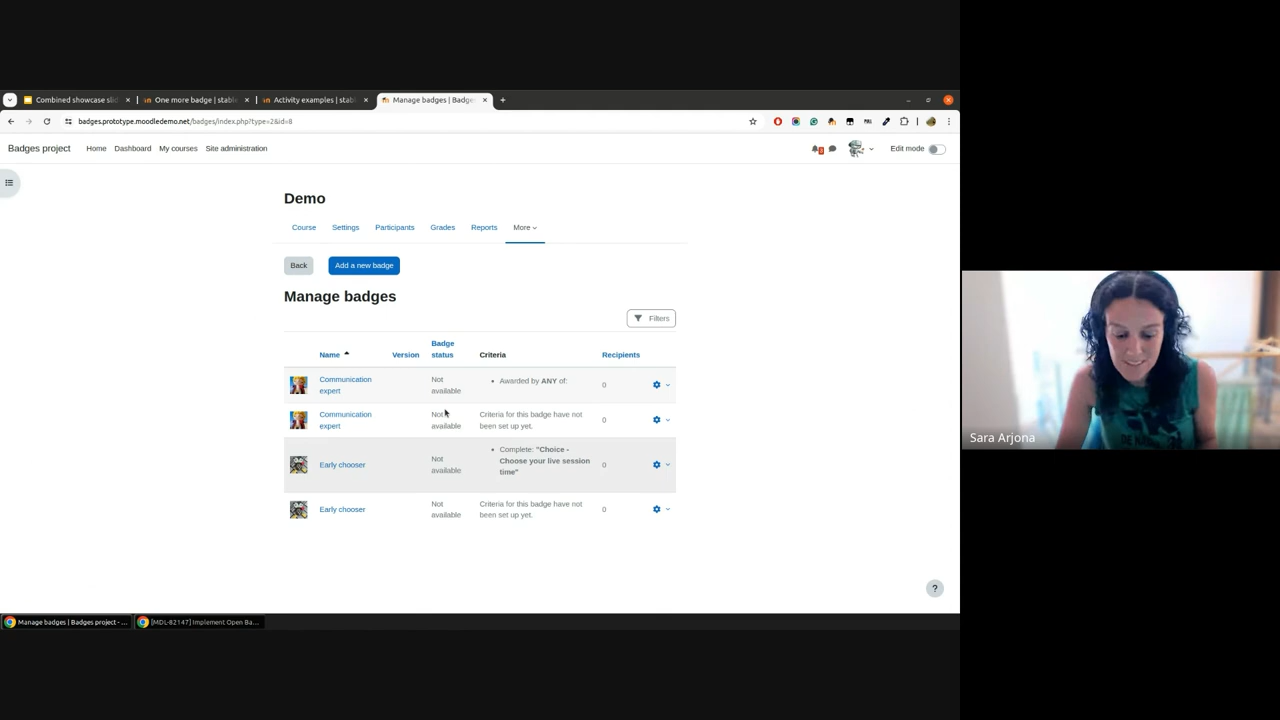 Combined showcase sli
One more badge | stable
Activity examples | stabl
Manage badges | Badge
badges.prototype.moodledemo.net/badges/index.php?type=2&id=8
Badges project
Home
Dashboard
My courses
Site administration
Edit mode
Demo
Course
Settings
Participants
Grades
Reports
More
Back
Add a new badge
Manage badges
Filters
Name
Version
Badge
status
Criteria
Recipients
Communication
expert
Not
available
Awarded by ANY of:
0
Communication
expert
Not
available
Criteria for this badge have not
been set up yet.
0
Early chooser
Not
available
Complete: "Choice -
Choose your live session
time"
0
Early chooser
Not
available
Criteria for this badge have not
been set up yet.
0
?
Manage badges | Badges project - ...
[MDL-82147] Implement Open Ba...
Sara Arjona